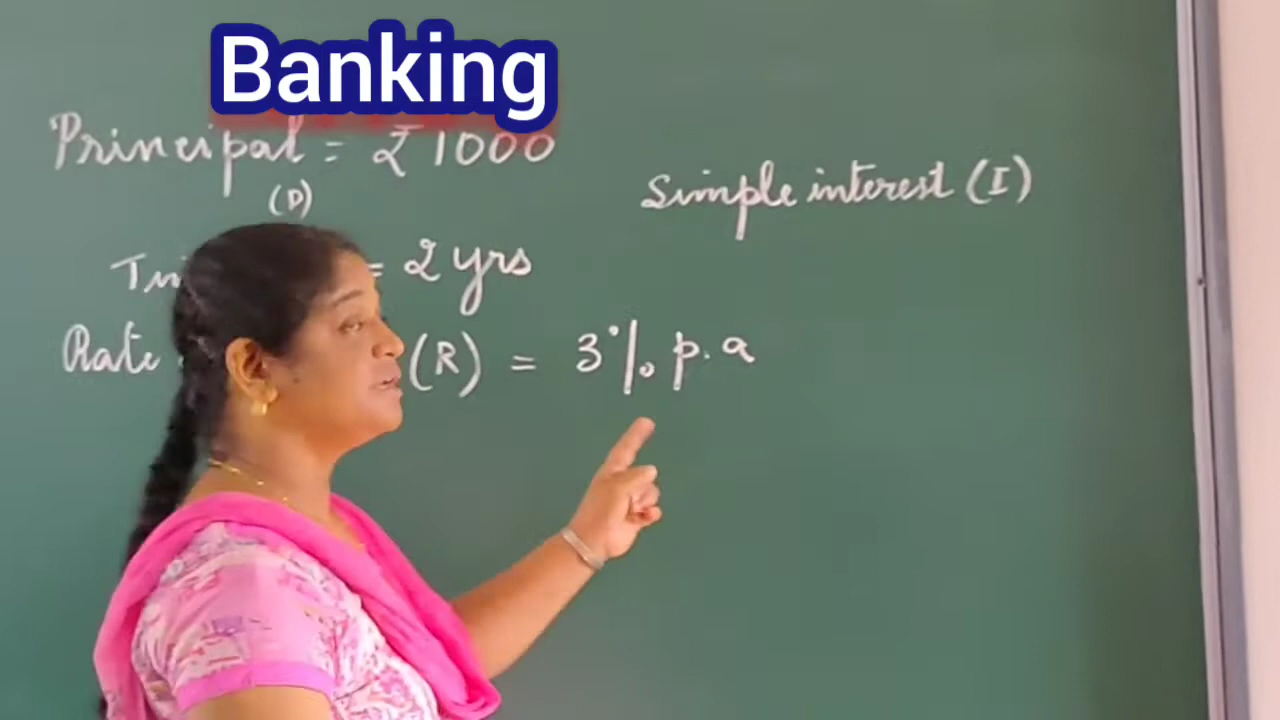 Banking
Principal = ₹ 1000
(P)
= 2 yrs
Rate (R) = 3% p.a
Simple interest (I)